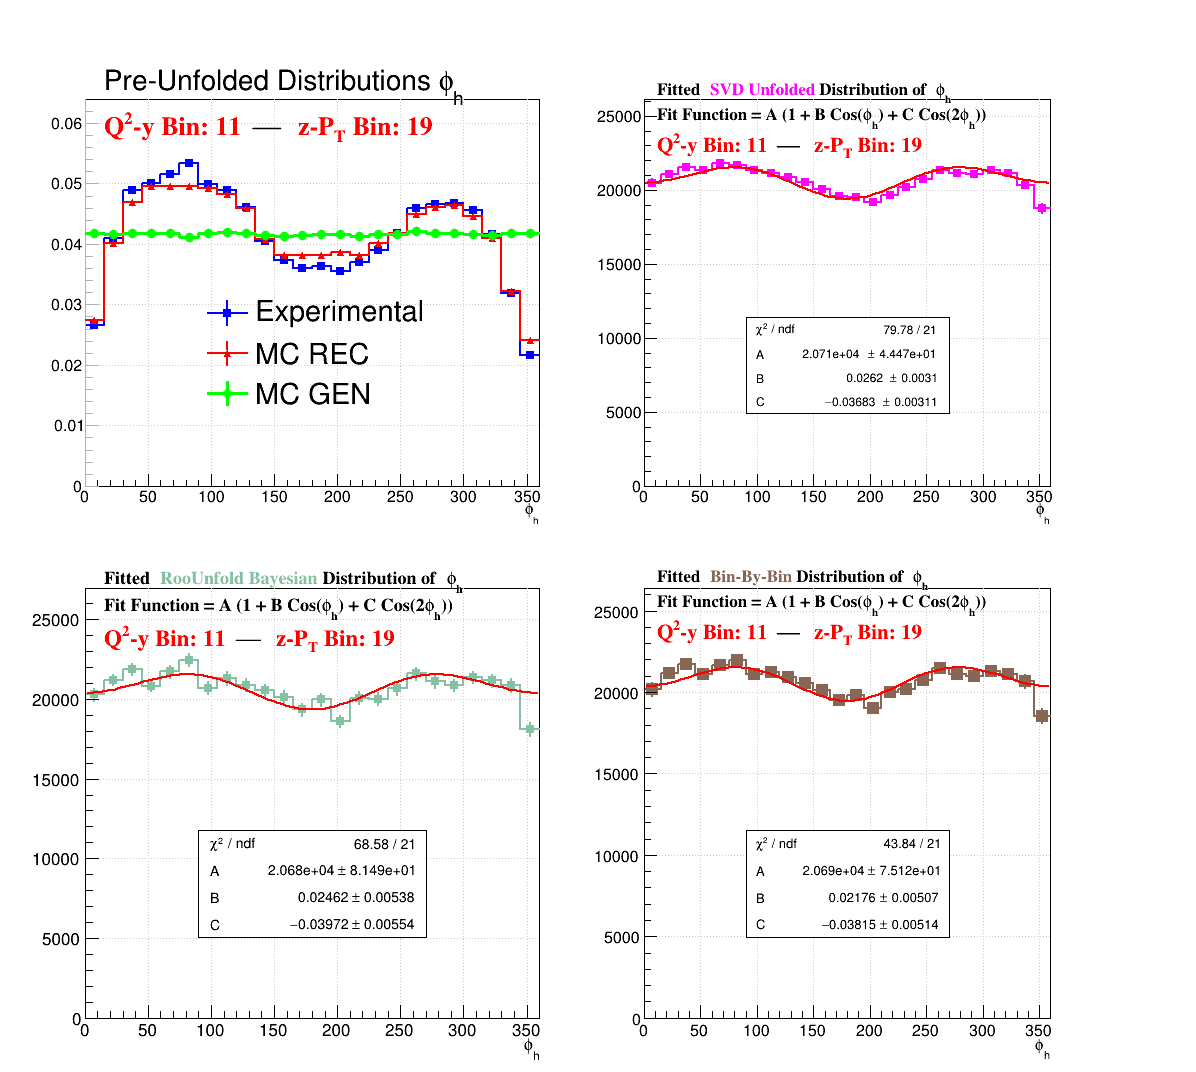 Pre-Unfolded Distributions ϕh
Q²-y Bin: 11 — z-PT Bin: 19
0.06
0.05
0.04
0.03
0.02
0.01
0
Experimental
MC REC
MC GEN
0 50 100 150 200 250 300 350
ϕh
Fitted SVD Unfolded Distribution of ϕh
Fit Function = A (1 + B Cos(ϕh) + C Cos(2ϕh))
Q²-y Bin: 11 — z-PT Bin: 19
25000
20000
15000
10000
5000
0
χ² / ndf 79.78 / 21
A 2.071e+04 ± 4.447e+01
B 0.0262 ± 0.0031
C −0.03683 ± 0.00311
0 50 100 150 200 250 300 350
ϕh
Fitted RooUnfold Bayesian Distribution of ϕh
Fit Function = A (1 + B Cos(ϕh) + C Cos(2ϕh))
Q²-y Bin: 11 — z-PT Bin: 19
25000
20000
15000
10000
5000
0
χ² / ndf 68.58 / 21
A 2.068e+04 ± 8.149e+01
B 0.02462 ± 0.00538
C −0.03972 ± 0.00554
0 50 100 150 200 250 300 350
ϕh
Fitted Bin-By-Bin Distribution of ϕh
Fit Function = A (1 + B Cos(ϕh) + C Cos(2ϕh))
Q²-y Bin: 11 — z-PT Bin: 19
25000
20000
15000
10000
5000
0
χ² / ndf 43.84 / 21
A 2.069e+04 ± 7.512e+01
B 0.02176 ± 0.00507
C −0.03815 ± 0.00514
0 50 100 150 200 250 300 350
ϕh